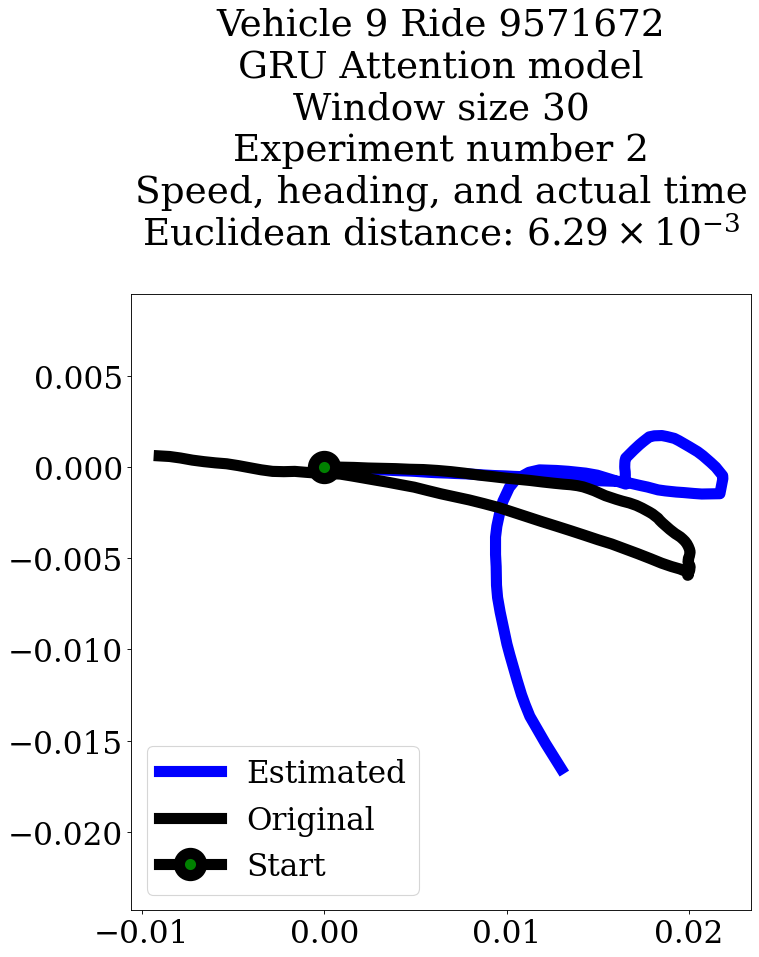 Vehicle 9 Ride 9571672
GRU Attention model
Window size 30
Experiment number 2
Speed, heading, and actual time
Euclidean distance: 6.29 × 10⁻³
0.005
0.000
−0.005
−0.010
−0.015
−0.020
Estimated
Original
Start
−0.01 0.00 0.01 0.02